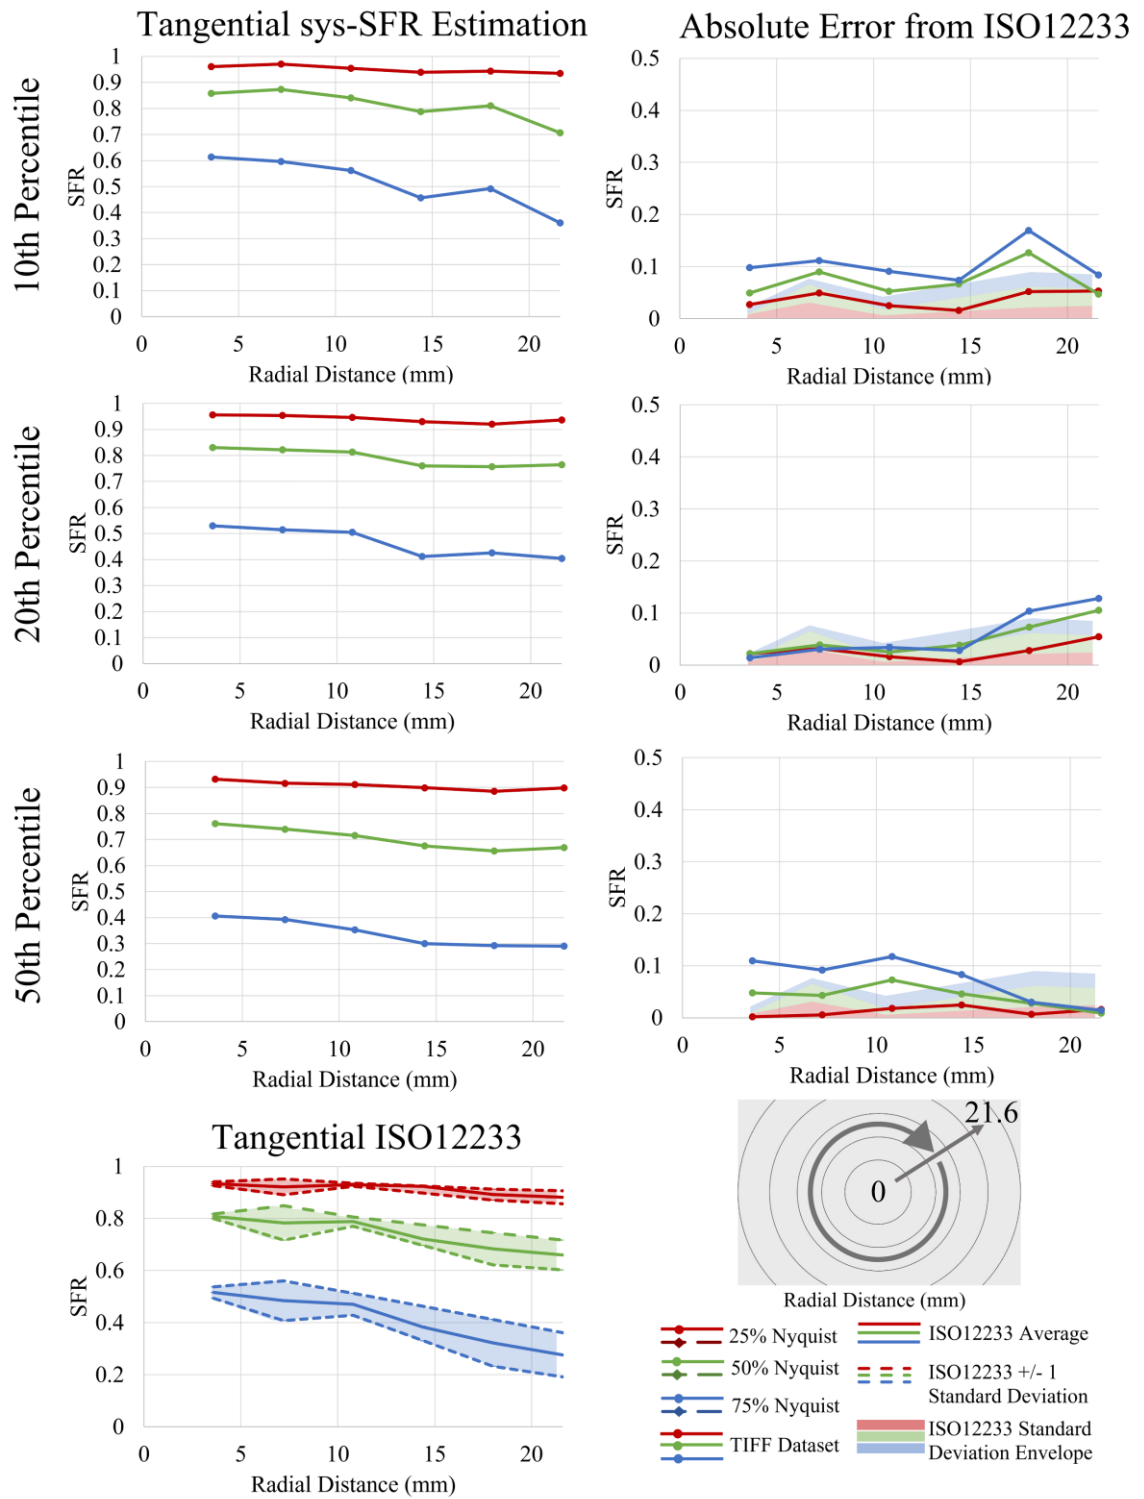 Tangential sys-SFR Estimation
Absolute Error from ISO12233
10th Percentile
SFR
1
0.9
0.8
0.7
0.6
0.5
0.4
0.3
0.2
0.1
0
0 5 10 15 20
Radial Distance (mm)
SFR
0.5
0.4
0.3
0.2
0.1
0
0 5 10 15 20
Radial Distance (mm)
20th Percentile
SFR
1
0.9
0.8
0.7
0.6
0.5
0.4
0.3
0.2
0.1
0
0 5 10 15 20
Radial Distance (mm)
SFR
0.5
0.4
0.3
0.2
0.1
0
0 5 10 15 20
Radial Distance (mm)
50th Percentile
SFR
1
0.9
0.8
0.7
0.6
0.5
0.4
0.3
0.2
0.1
0
0 5 10 15 20
Radial Distance (mm)
SFR
0.5
0.4
0.3
0.2
0.1
0
0 5 10 15 20
Radial Distance (mm)
Tangential ISO12233
SFR
1
0.8
0.6
0.4
0.2
0
0 5 10 15 20
Radial Distance (mm)
21.6
0
Radial Distance (mm)
25% Nyquist
50% Nyquist
75% Nyquist
TIFF Dataset
ISO12233 Average
ISO12233 +/- 1
Standard Deviation
ISO12233 Standard
Deviation Envelope